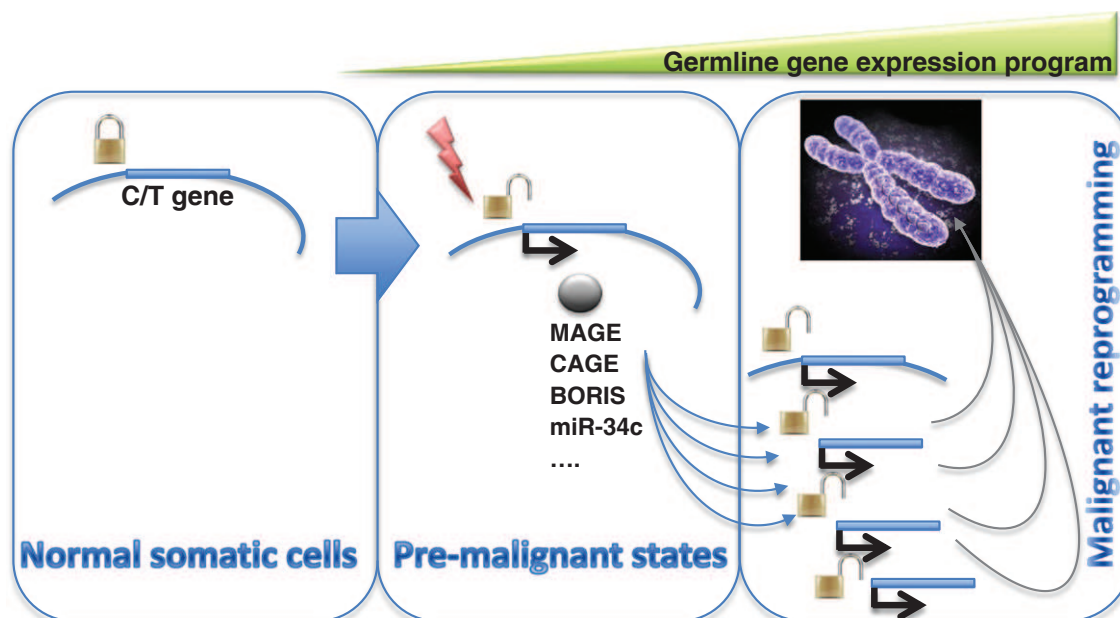 Germline gene expression program
C/T gene
Normal somatic cells
MAGE
CAGE
BORIS
miR-34c
....
Pre-malignant states
Malignant reprogramming